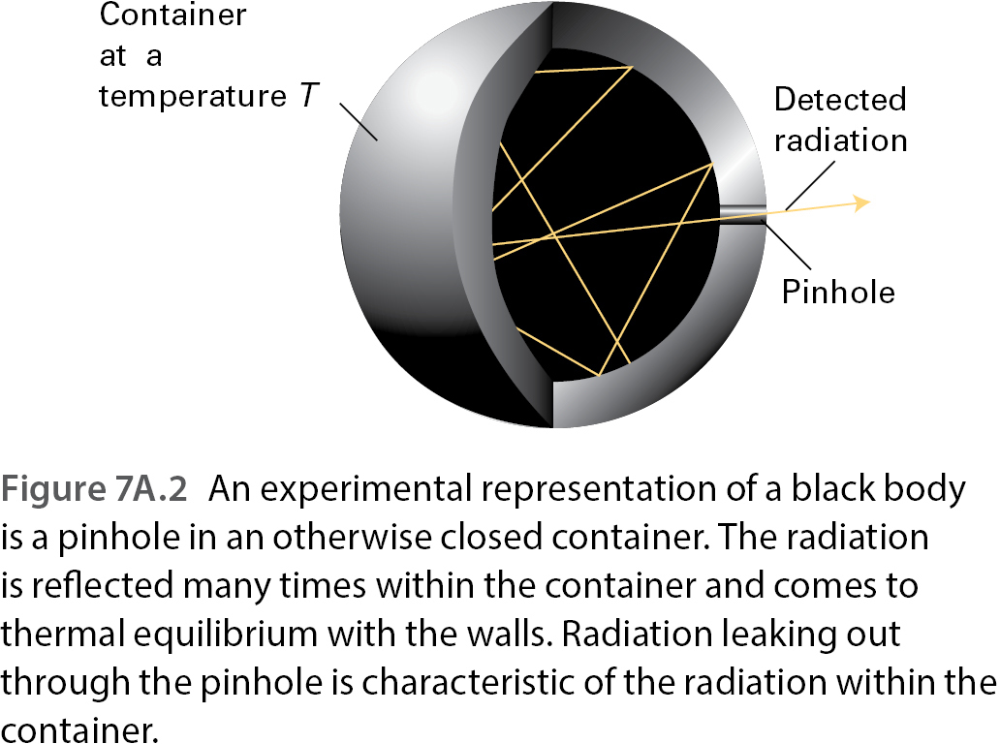 Container
at a
temperature T
Detected
radiation
Pinhole
Figure 7A.2 An experimental representation of a black body
is a pinhole in an otherwise closed container. The radiation
is reflected many times within the container and comes to
thermal equilibrium with the walls. Radiation leaking out
through the pinhole is characteristic of the radiation within the
container.